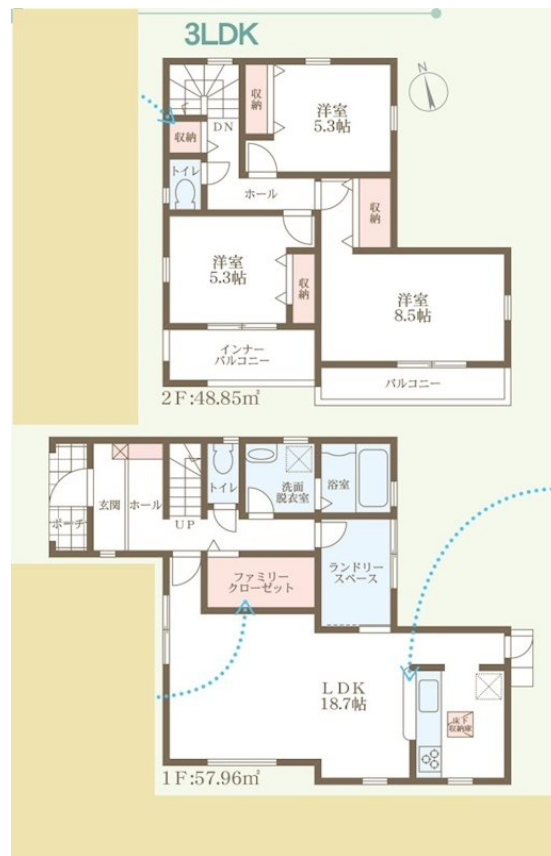 3LDK
N
収納
洋室
5.3帖
DN
収納
トイレ
ホール
収納
洋室
5.3帖
収納
洋室
8.5帖
インナー
バルコニー
バルコニー
2F:48.85㎡
ポーチ
玄関
ホール
UP
トイレ
洗面
脱衣室
浴室
ファミリー
クローゼット
ランドリー
スペース
LDK
18.7帖
床下
収納庫
1F:57.96㎡